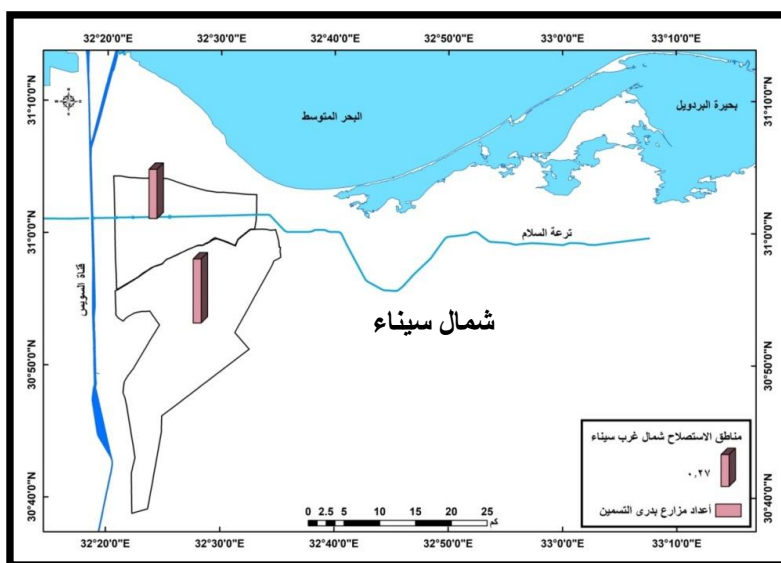 32°20'0"E 32°30'0"E 32°40'0"E 32°50'0"E 33°0'0"E 33°10'0"E
31°10'0"N 31°10'0"N
البحر المتوسط
بحيرة البردويل
31°0'0"N 31°0'0"N
ترعة السلام
قناة السويس
شمال سيناء
30°50'0"N 30°50'0"N
مناطق الاستصلاح شمال غرب سيناء
٠,٢٧
أعداد مزارع بدرى التسمين
30°40'0"N 30°40'0"N
0 2.5 5 10 15 20 25
كم
32°20'0"E 32°30'0"E 32°40'0"E 32°50'0"E 33°0'0"E 33°10'0"E